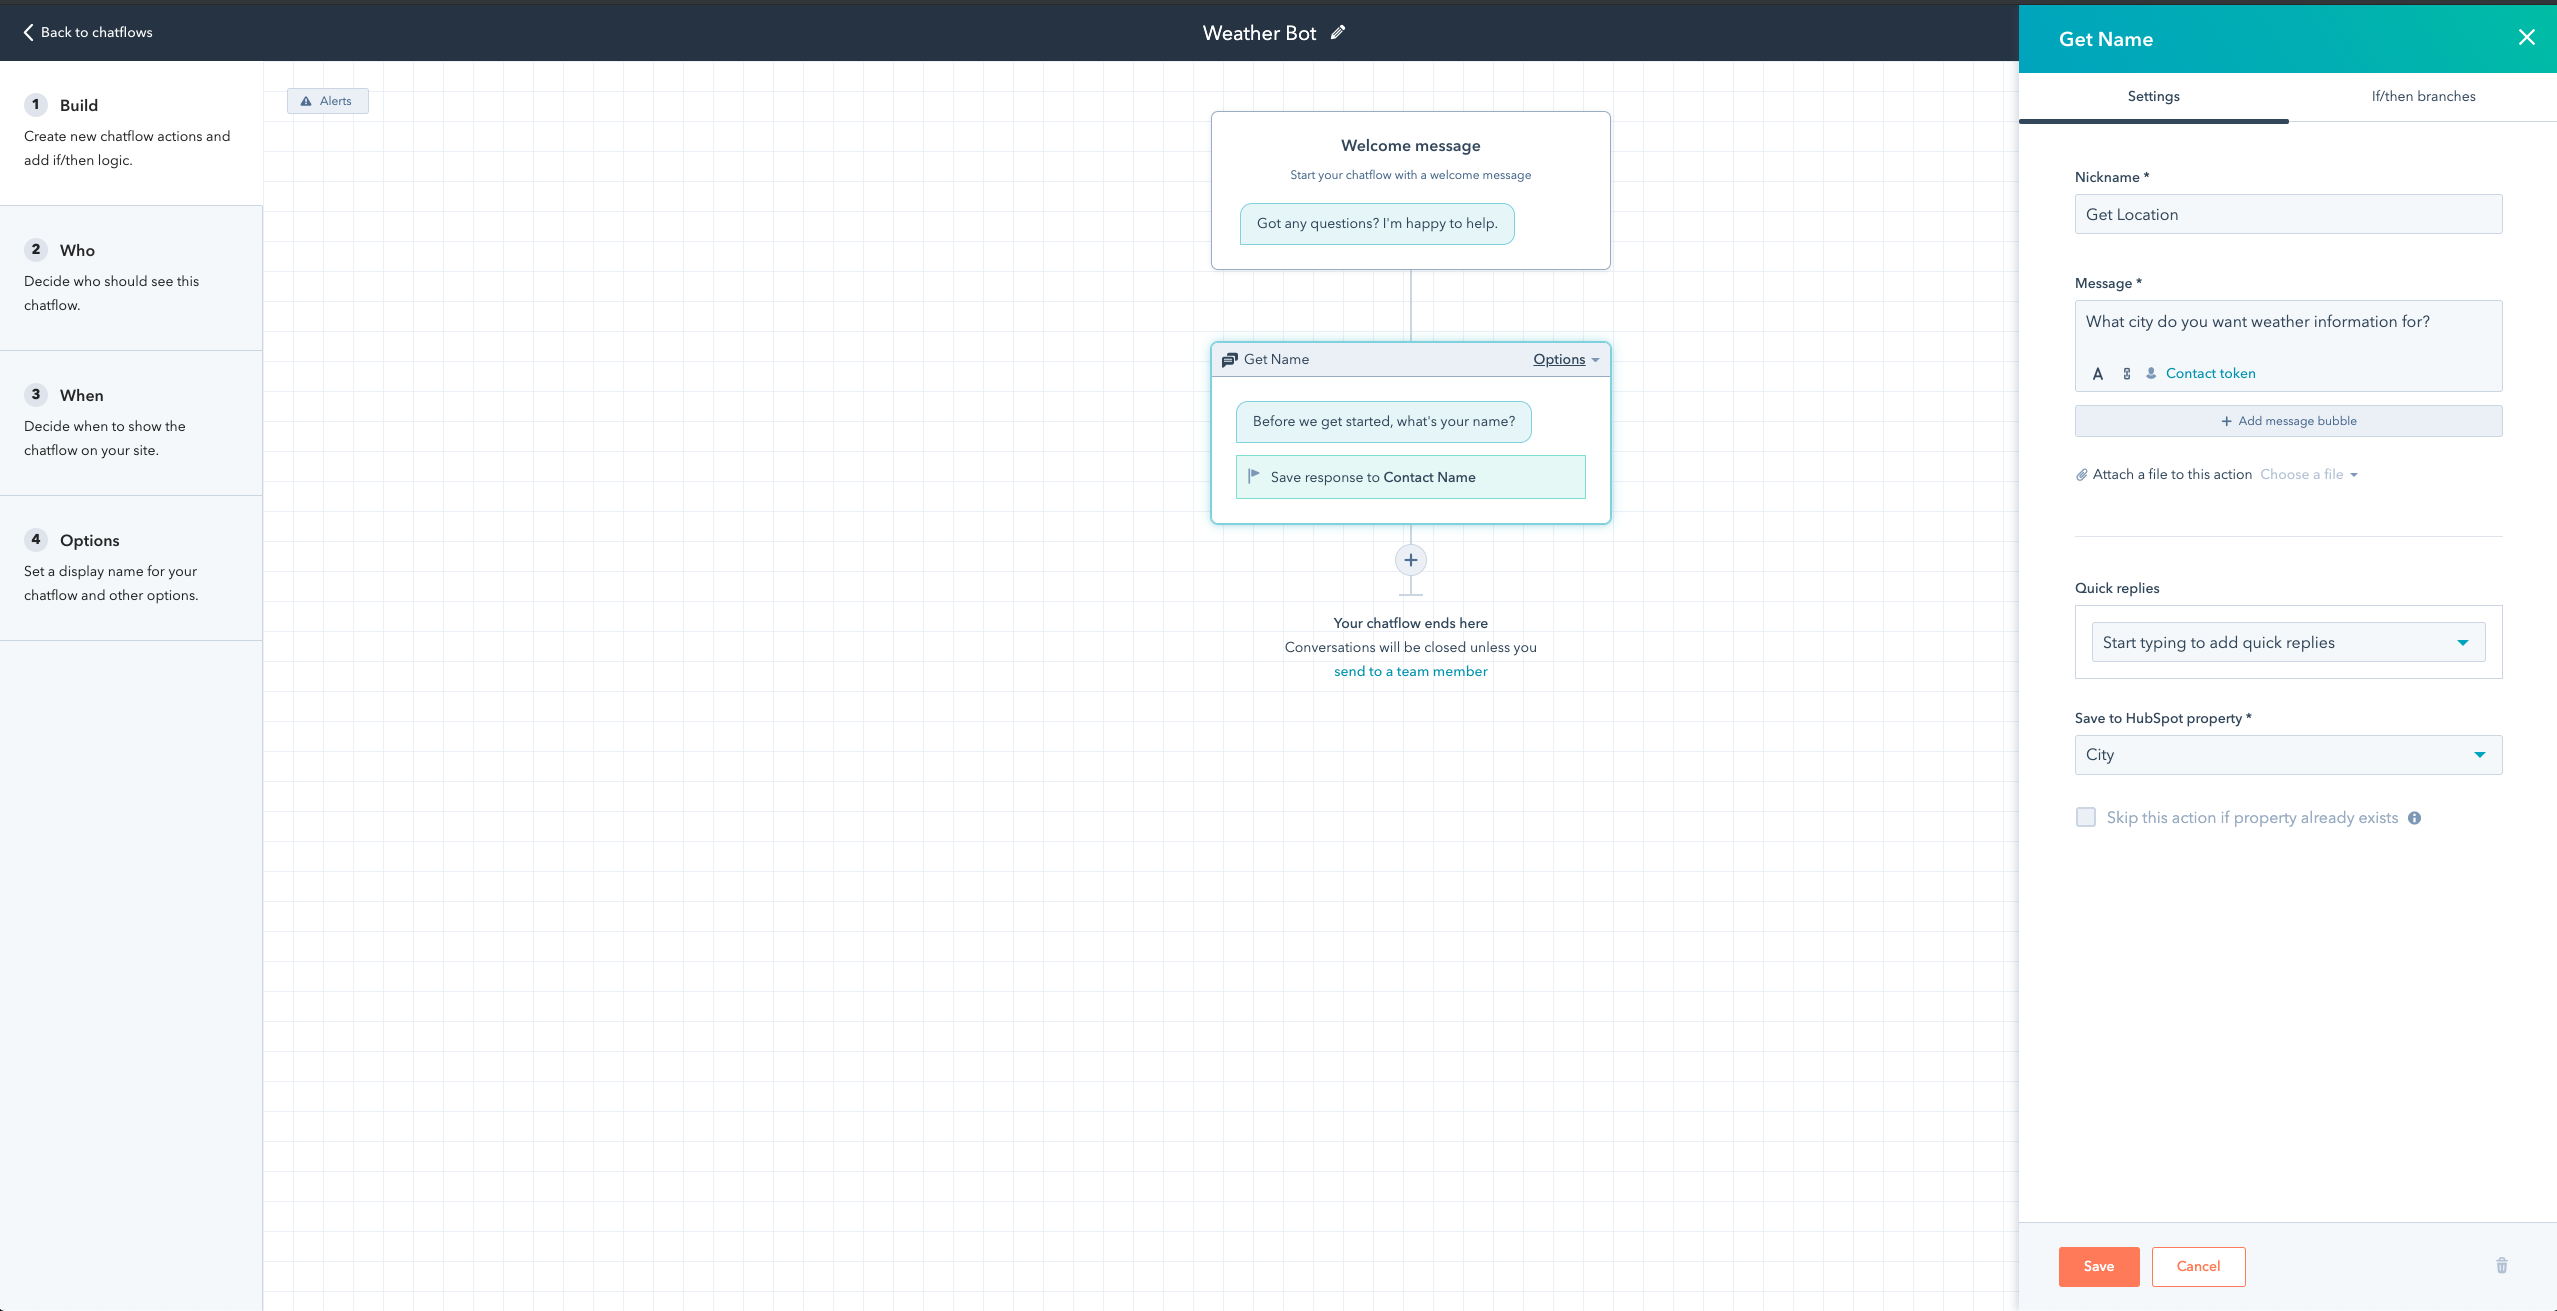 Back to chatflows
Weather Bot
Get Name
1 Build
Create new chatflow actions and
add if/then logic.
2 Who
Decide who should see this
chatflow.
3 When
Decide when to show the
chatflow on your site.
4 Options
Set a display name for your
chatflow and other options.
Alerts
Welcome message
Start your chatflow with a welcome message
Got any questions? I'm happy to help.
Get Name Options
Before we get started, what's your name?
Save response to Contact Name
Your chatflow ends here
Conversations will be closed unless you
send to a team member
Settings If/then branches
Nickname *
Get Location
Message *
What city do you want weather information for?
A Contact token
+ Add message bubble
Attach a file to this action Choose a file
Quick replies
Start typing to add quick replies
Save to HubSpot property *
City
Skip this action if property already exists
Save Cancel